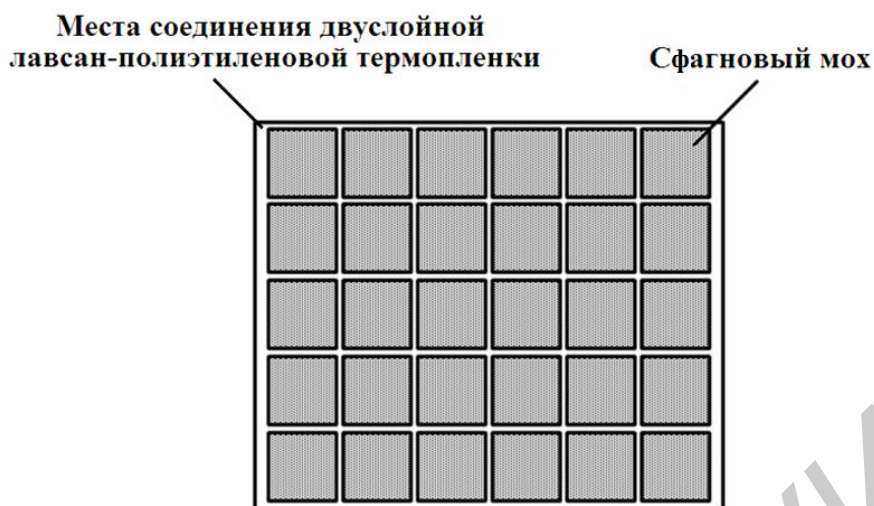 Места соединения двуслойной
лавсан-полиэтиленовой термопленки
Сфагновый мох